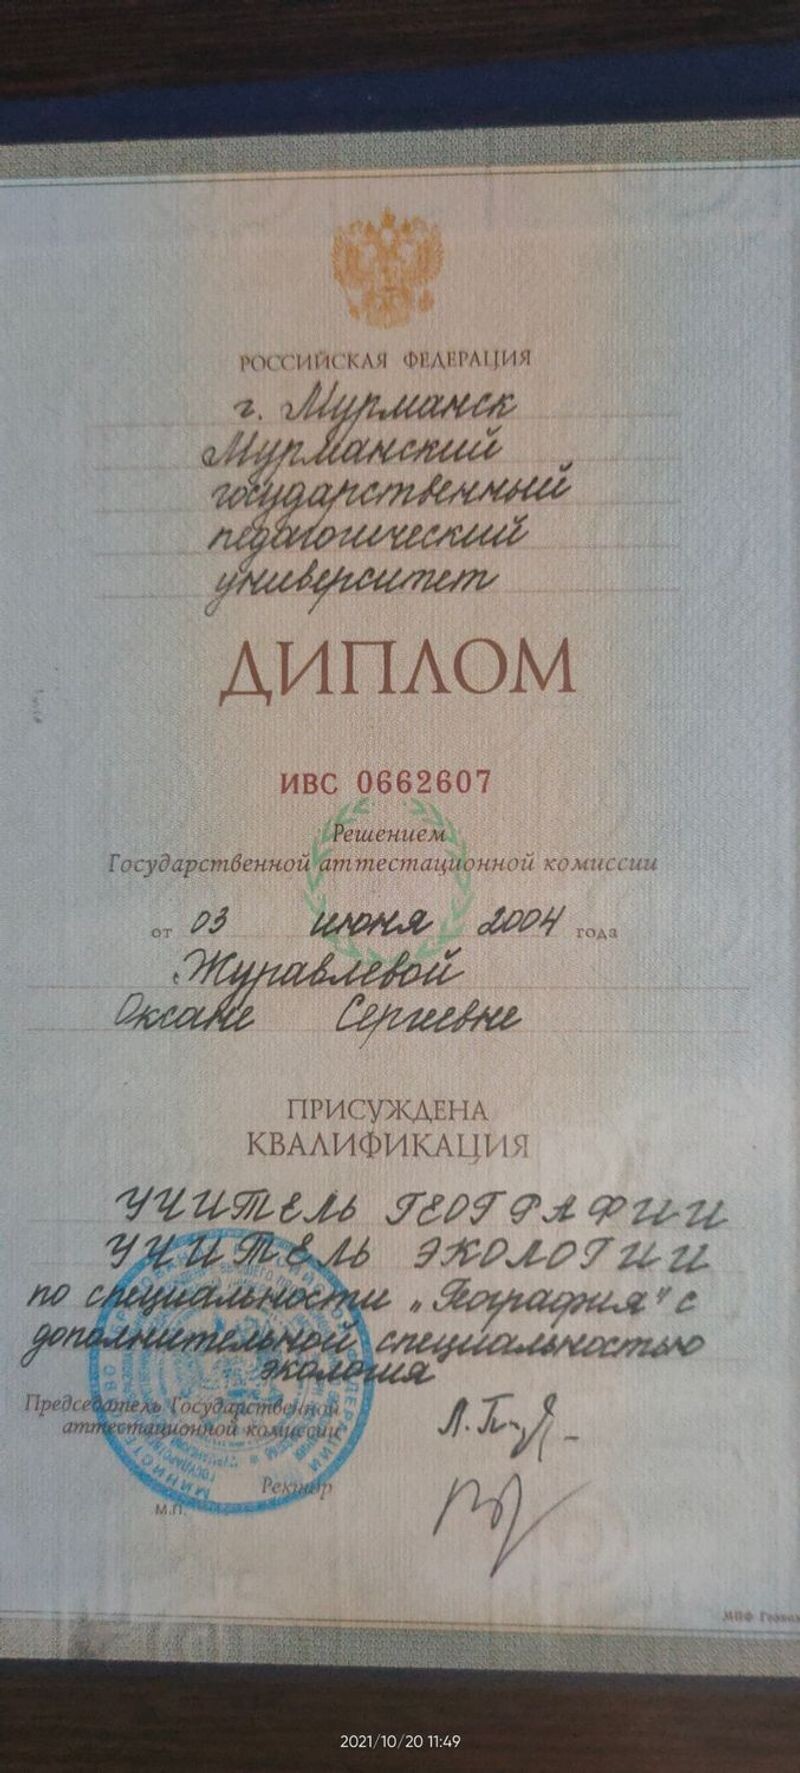 РОССИЙСКАЯ ФЕДЕРАЦИЯ
г. Мурманск
Мурманский
государственный
педагогический
университет
ДИПЛОМ
ИВС 0662607
Решением
Государственной аттестационной комиссии
от 03 июня 2004 года
Журавлевой
Оксане Сергеевне
ПРИСУЖДЕНА
КВАЛИФИКАЦИЯ
УЧИТЕЛЬ ГЕОГРАФИИ
УЧИТЕЛЬ ЭКОЛОГИИ
по специальности „География" с
дополнительной специальностью
экология
Председатель Государственной
аттестационной комиссии
Ректор
М.П.
МПФ
2021/10/20 11:49